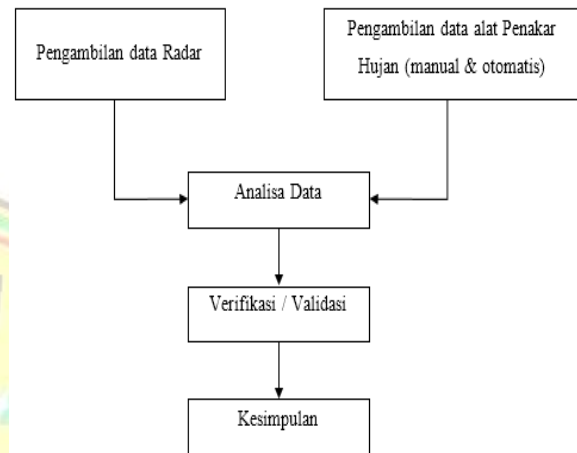 Pengambilan data Radar
Pengambilan data alat Penakar
Hujan (manual & otomatis)
Analisa Data
Verifikasi / Validasi
Kesimpulan